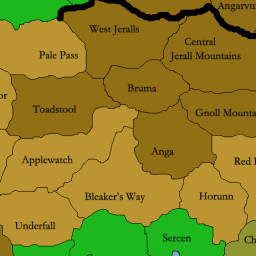 Angarvu
West Jeralls
Central
Jerall Mountains
Pale Pass
Bruma
or
Toadstool
Gnoll Mounta
Applewatch
Anga
Red
Bleaker's Way
Horunn
Underfall
Sercen
Ch